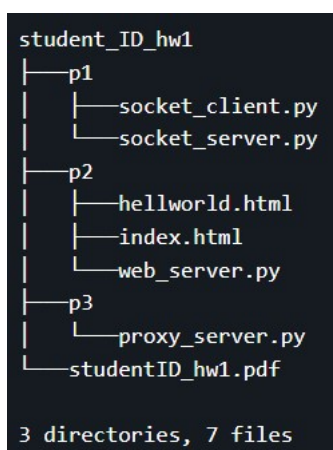 student_ID_hw1
├──p1
│  ├──socket_client.py
│  └──socket_server.py
├──p2
│  ├──hellworld.html
│  ├──index.html
│  └──web_server.py
├──p3
│  └──proxy_server.py
└──studentID_hw1.pdf
3 directories, 7 files